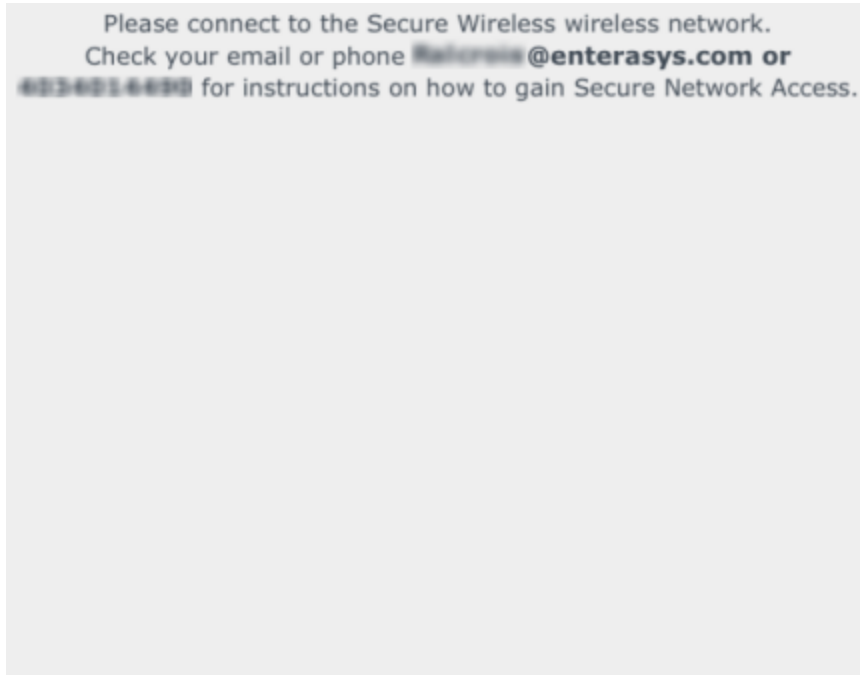 Please connect to the Secure Wireless wireless network.
Check your email or phone @enterasys.com or
for instructions on how to gain Secure Network Access.